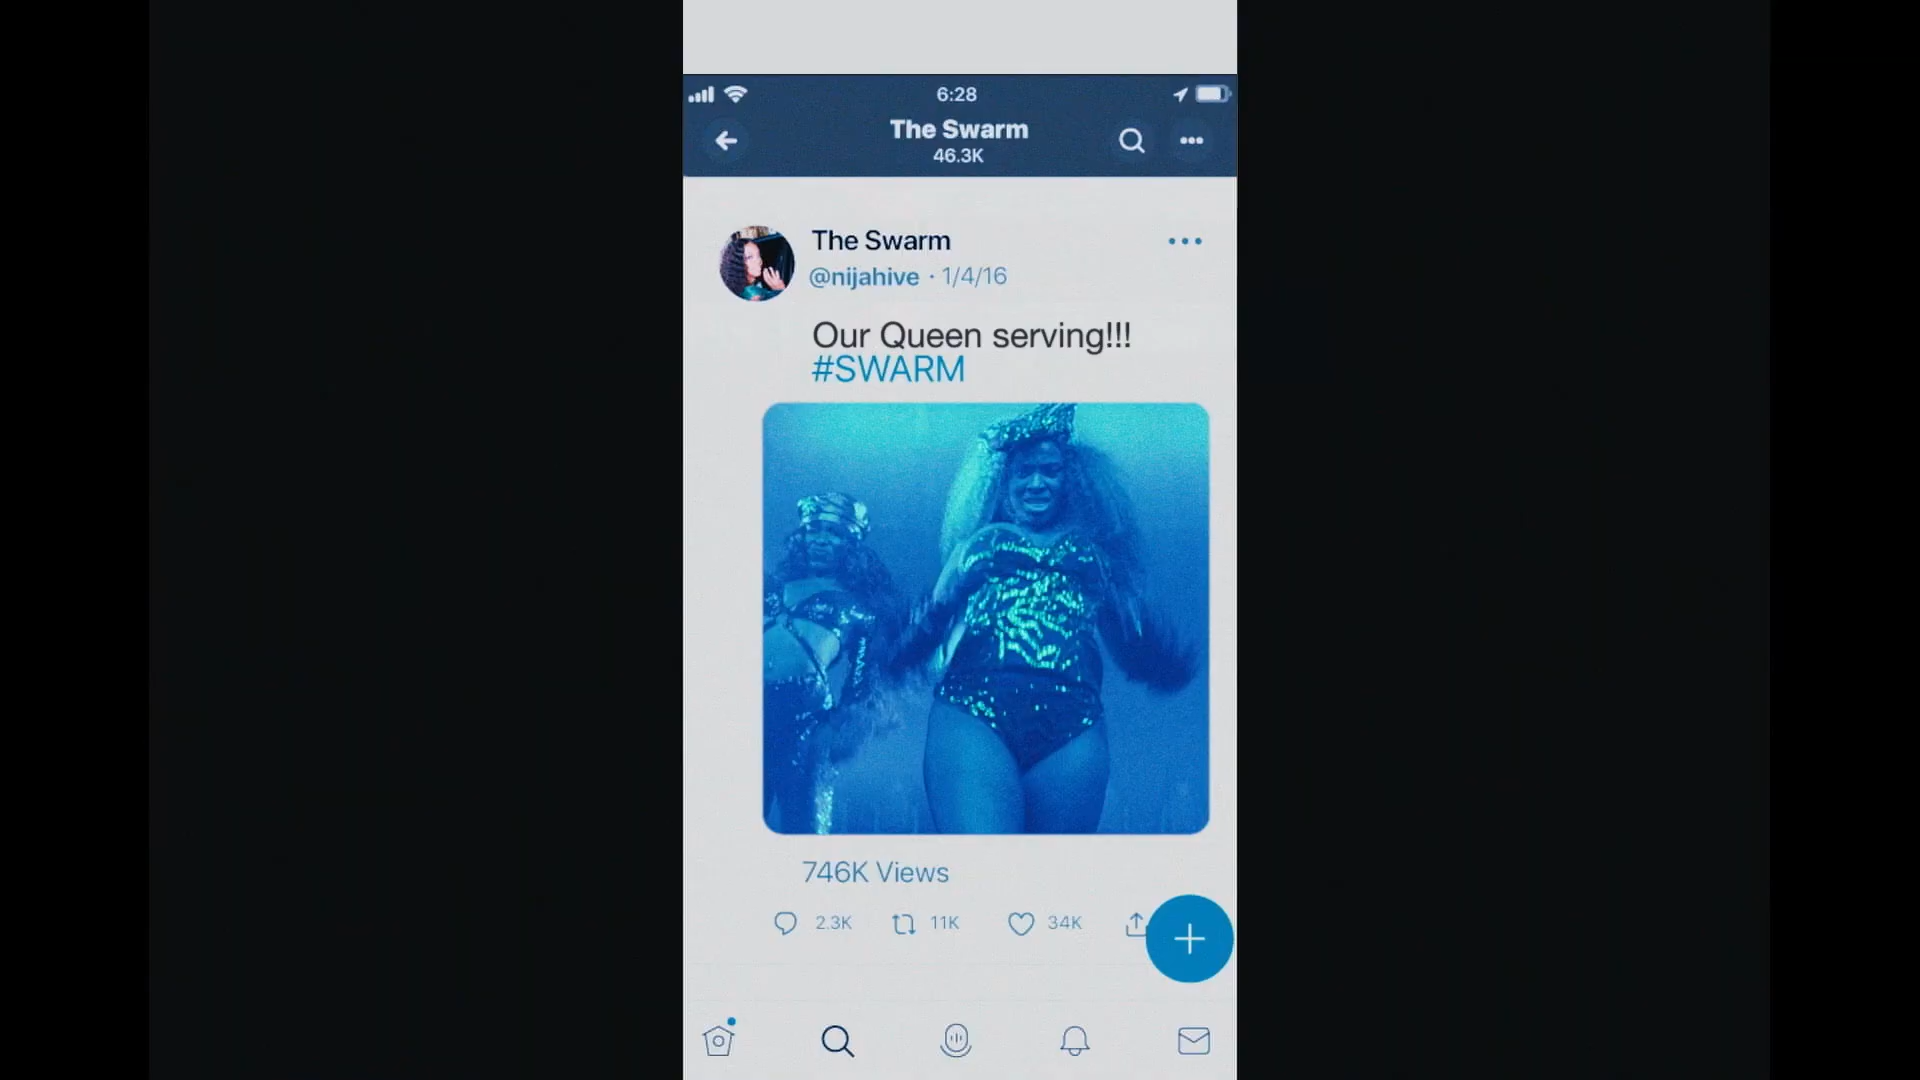 6:28
The Swarm
46.3K
The Swarm
@nijahive · 1/4/16
Our Queen serving!!!
#SWARM
746K Views
2.3K 11K 34K